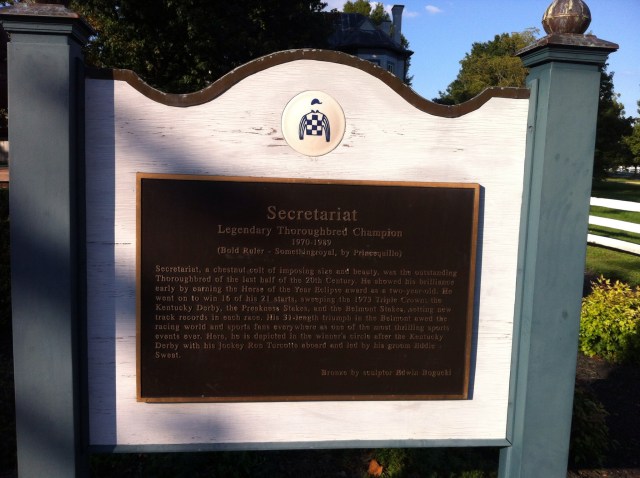 Secretariat
Legendary Thoroughbred Champion
1970-1989
(Bold Ruler - Somethingroyal, by Princequillo)
Secretariat, a chestnut colt of imposing size and beauty, was the outstanding
Thoroughbred of the last half of the 20th Century. He showed his brilliance
early by earning the Horse of the Year Eclipse award as a two-year-old. He
went on to win 16 of his 21 starts, sweeping the 1973 Triple Crown, the
Kentucky Derby, the Preakness Stakes, and the Belmont Stakes, setting new
track records in each race. His 31-length triumph in the Belmont awed the
racing world and sports fans everywhere as one of the most thrilling sports
events ever. Here, he is depicted in the winner's circle after the Kentucky
Derby with his jockey Ron Turcotte aboard and led by his groom Eddie
Sweat.
Bronze by sculptor Edwin Bogucki